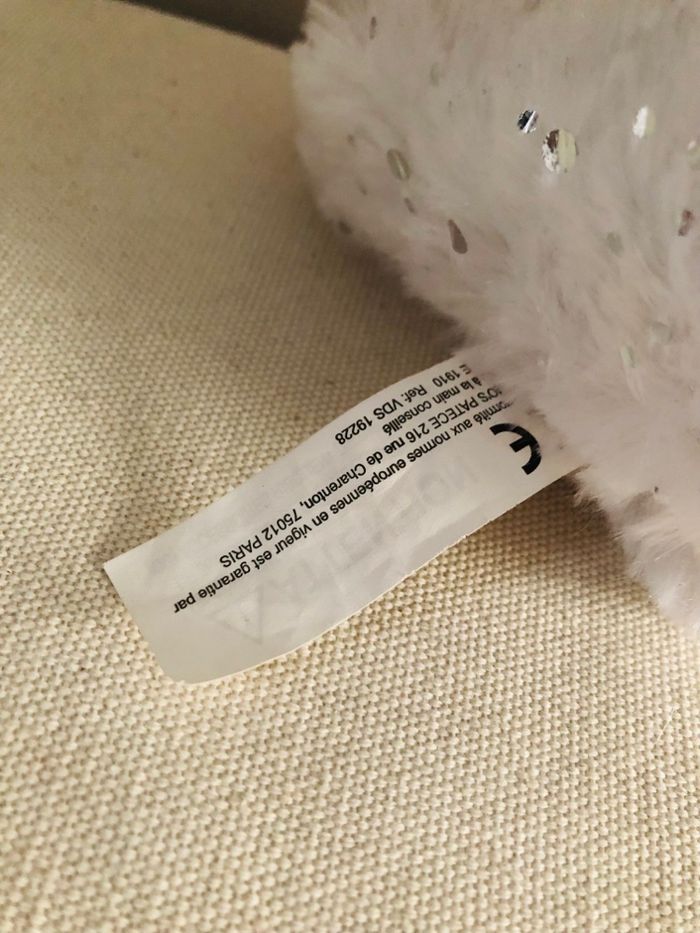 CE
omité aux normes européennes en vigueur est garantie par
O'S PATECE 216 rue de Charenton, 75012 PARIS
à la main conseillé
E 1910 Ref. VDS 19228